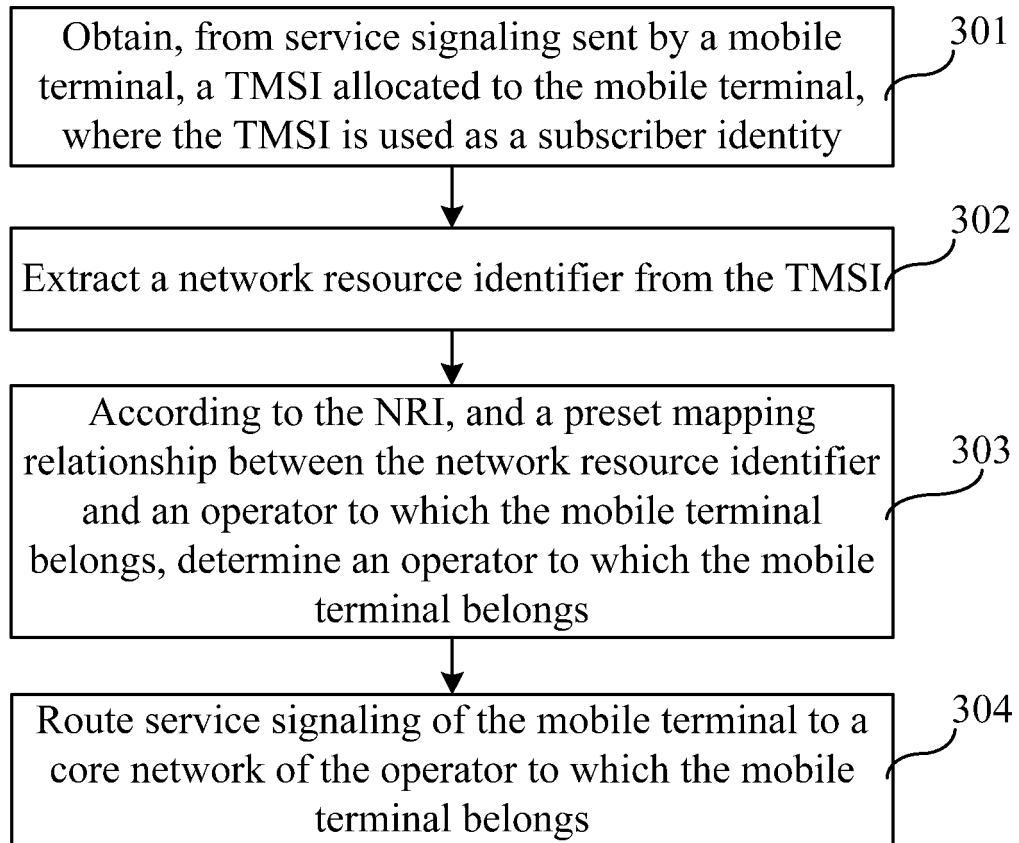 Obtain, from service signaling sent by a mobile
terminal, a TMSI allocated to the mobile terminal,
where the TMSI is used as a subscriber identity
301
Extract a network resource identifier from the TMSI
302
According to the NRI, and a preset mapping
relationship between the network resource identifier
and an operator to which the mobile terminal
belongs, determine an operator to which the mobile
terminal belongs
303
Route service signaling of the mobile terminal to a
core network of the operator to which the mobile
terminal belongs
304